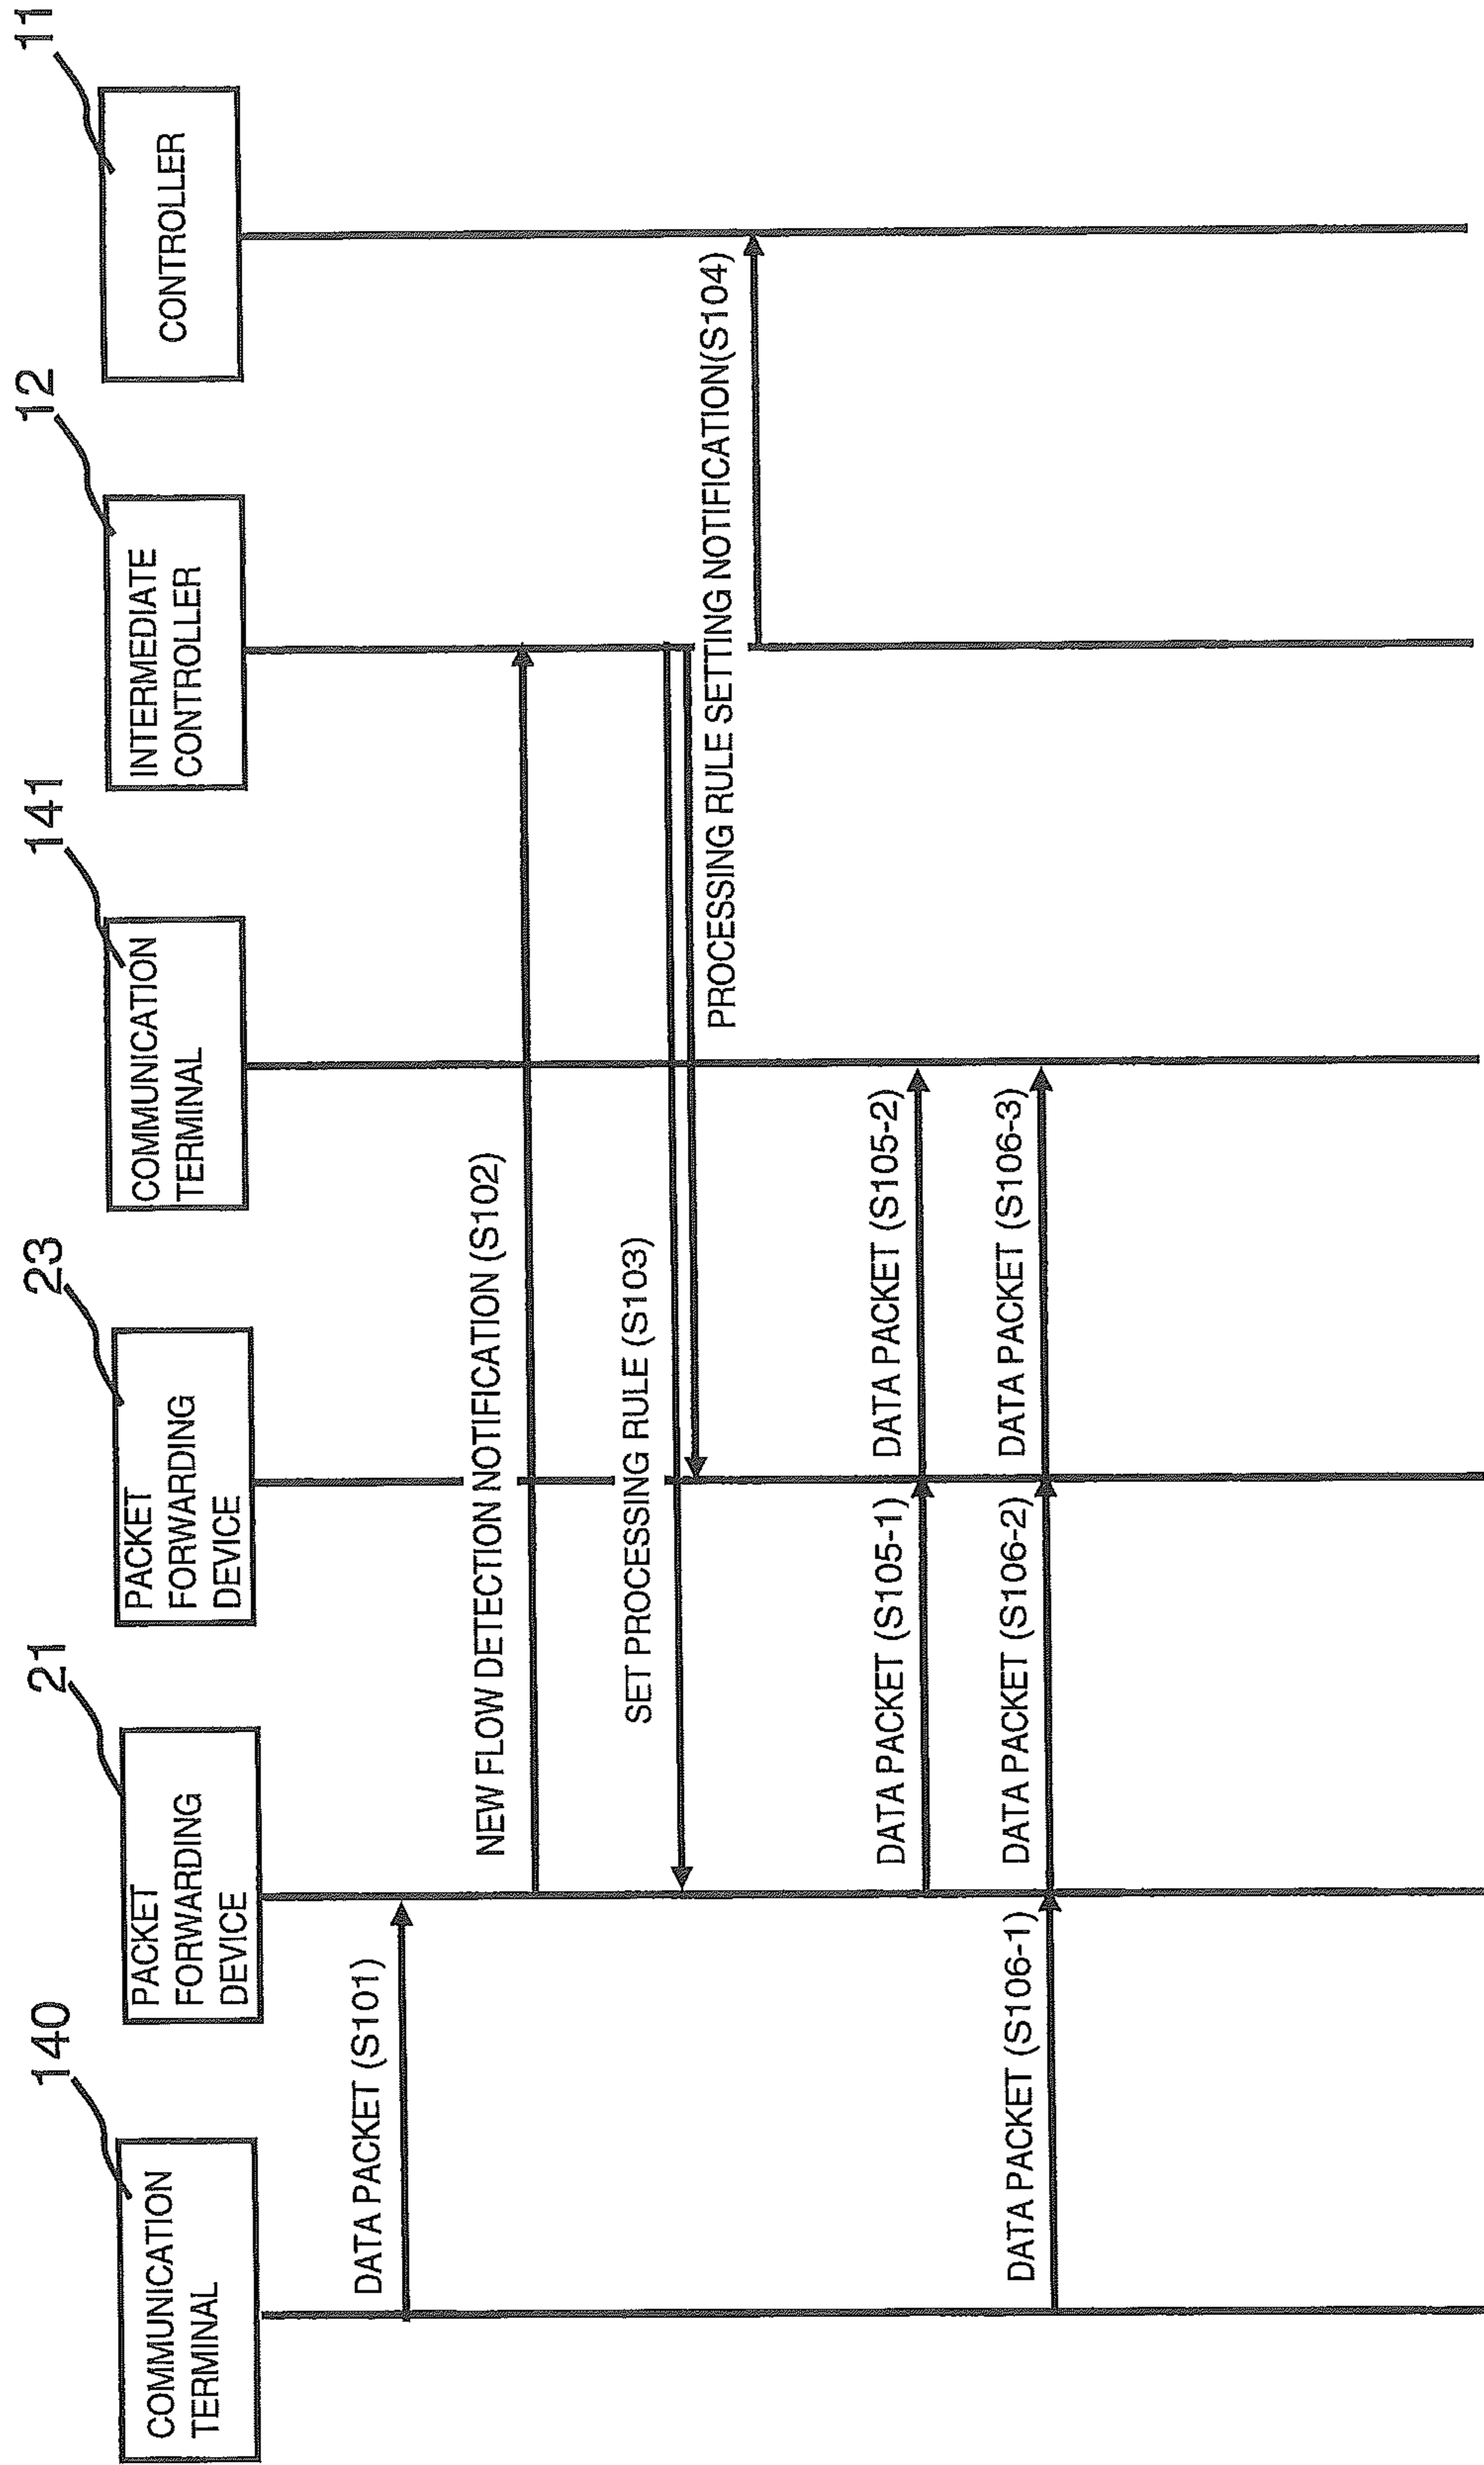 140
COMMUNICATION
TERMINAL
21
PACKET
FORWARDING
DEVICE
23
PACKET
FORWARDING
DEVICE
141
COMMUNICATION
TERMINAL
12
INTERMEDIATE
CONTROLLER
11
CONTROLLER
DATA PACKET (S101)
NEW FLOW DETECTION NOTIFICATION (S102)
SET PROCESSING RULE (S103)
PROCESSING RULE SETTING NOTIFICATION(S104)
DATA PACKET (S105-1)
DATA PACKET (S105-2)
DATA PACKET (S106-1)
DATA PACKET (S106-2)
DATA PACKET (S106-3)